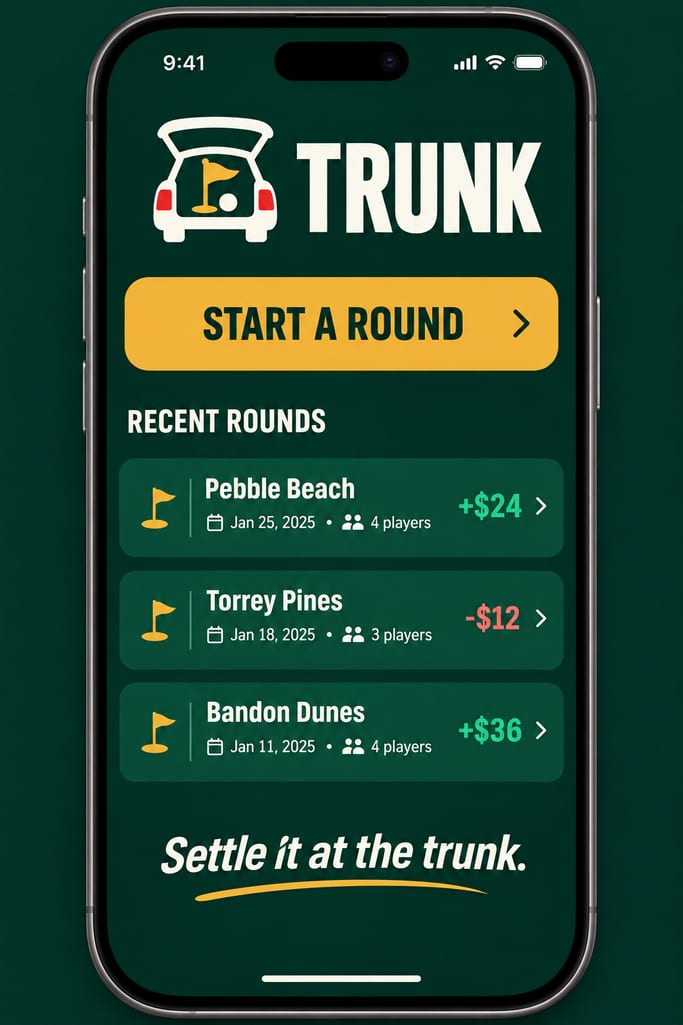 9:41
TRUNK
START A ROUND
RECENT ROUNDS
Pebble Beach
Jan 25, 2025 • 4 players
+$24
Torrey Pines
Jan 18, 2025 • 3 players
-$12
Bandon Dunes
Jan 11, 2025 • 4 players
+$36
Settle it at the trunk.